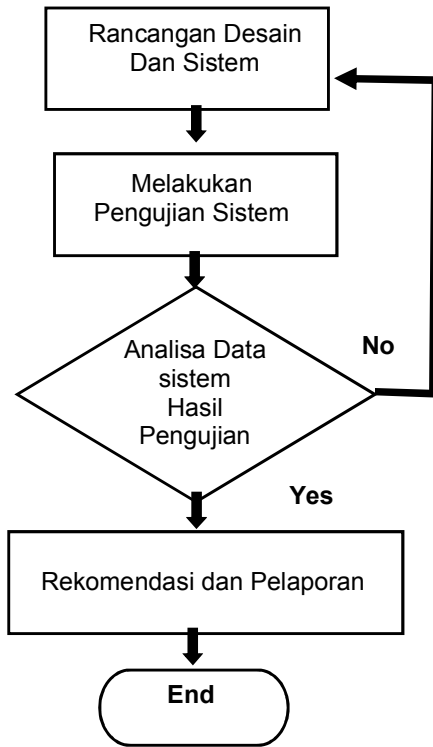 Rancangan Desain
Dan Sistem
Melakukan
Pengujian Sistem
Analisa Data
sistem
Hasil
Pengujian
No
Yes
Rekomendasi dan Pelaporan
End